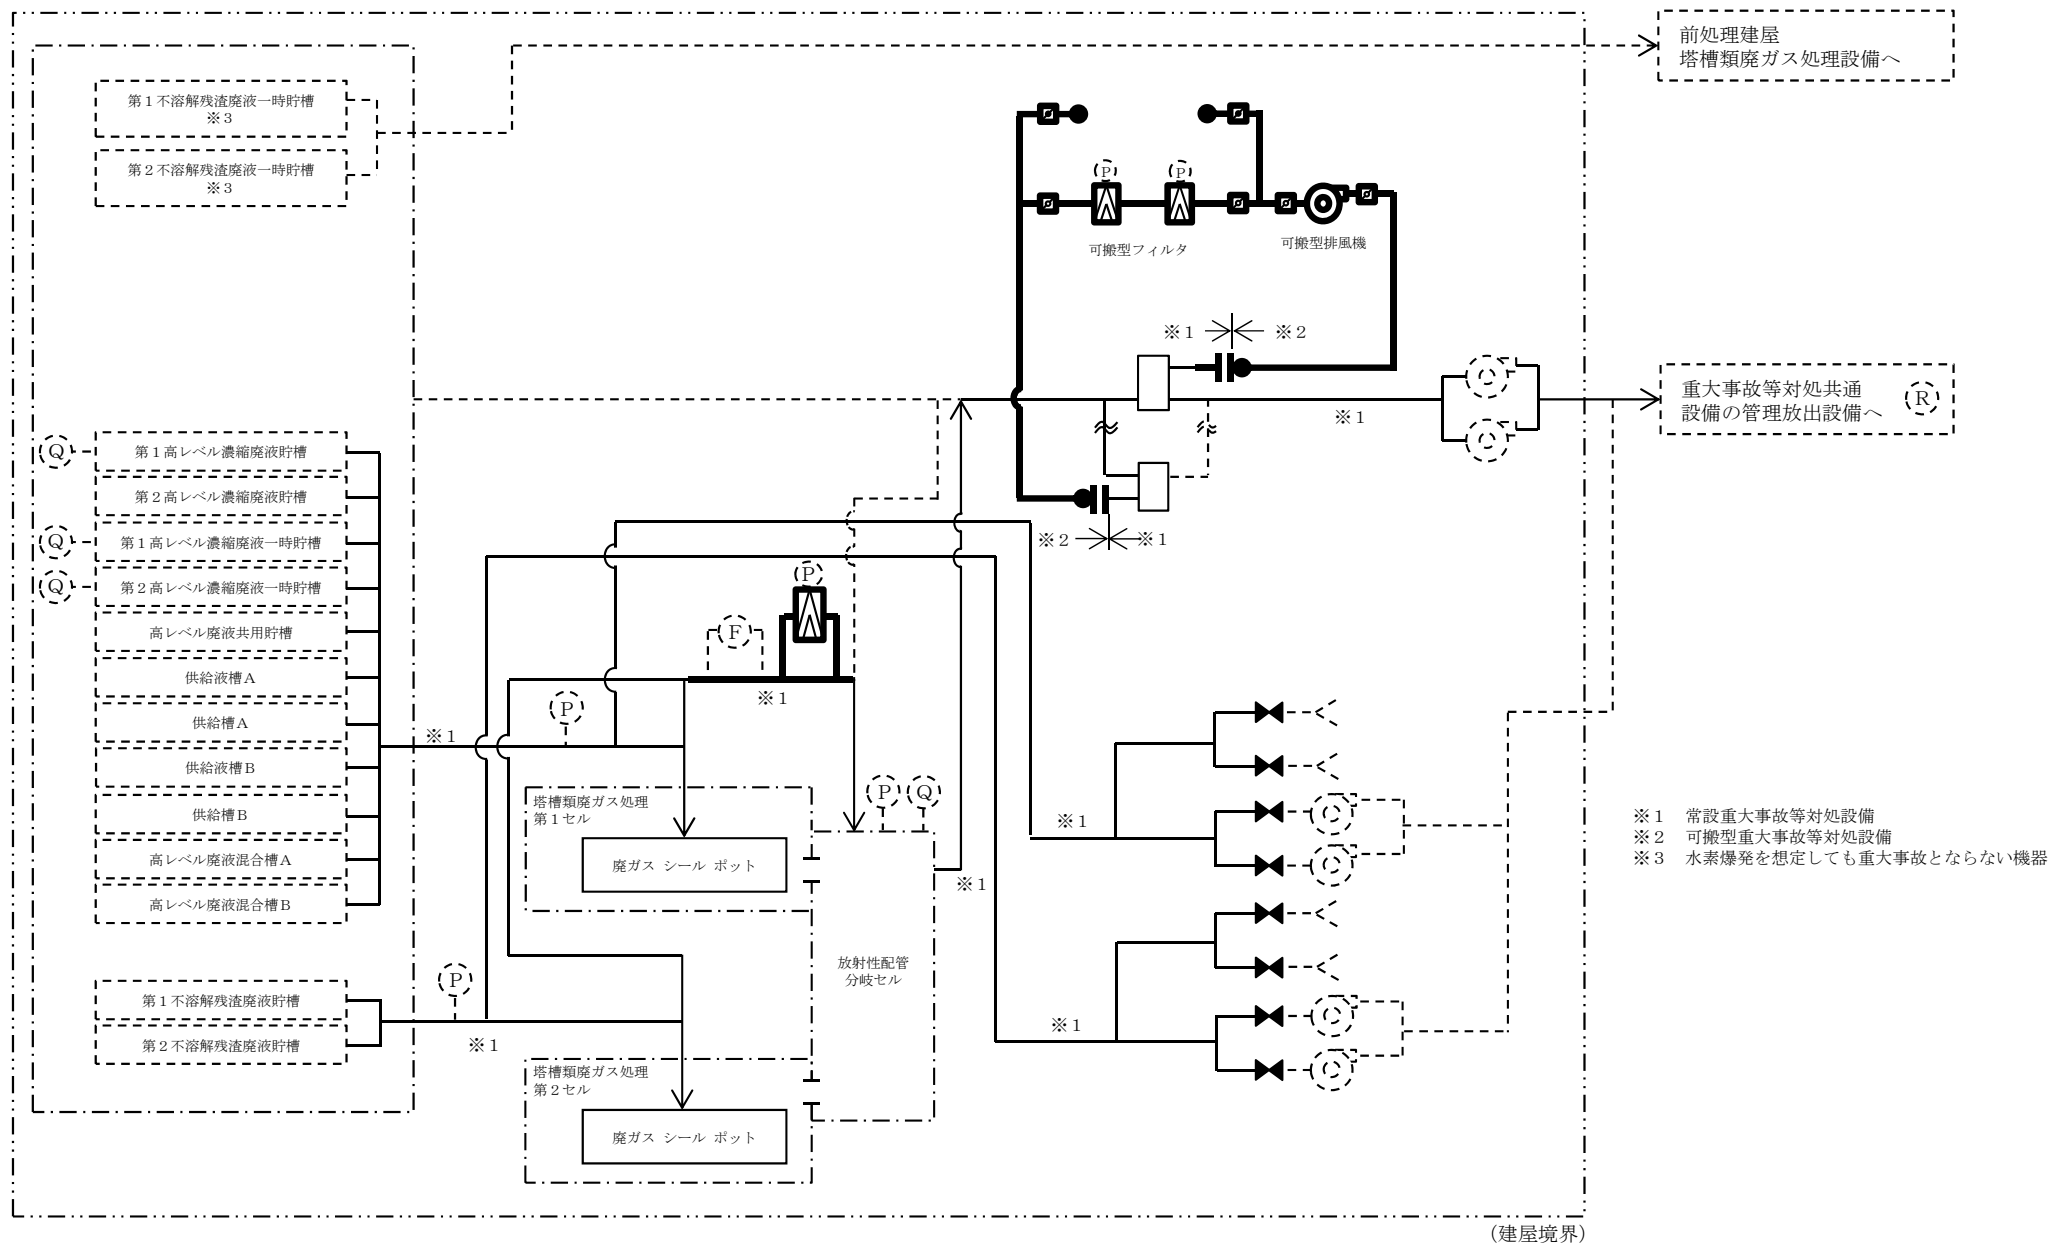 前処理建屋
塔槽類廃ガス処理設備へ
第１不溶解残渣廃液一時貯槽
※３
第２不溶解残渣廃液一時貯槽
※３
P
P
可搬型フィルタ
可搬型排風機
※１
※２
※１
重大事故等対処共通
設備の管理放出設備へ
R
※２
※１
Q
第１高レベル濃縮廃液貯槽
第２高レベル濃縮廃液貯槽
Q
第１高レベル濃縮廃液一時貯槽
Q
第２高レベル濃縮廃液一時貯槽
高レベル廃液共用貯槽
供給液槽Ａ
供給槽Ａ
供給液槽Ｂ
供給槽Ｂ
高レベル廃液混合槽Ａ
高レベル廃液混合槽Ｂ
第１不溶解残渣廃液貯槽
第２不溶解残渣廃液貯槽
※１
P
F
P
※１
塔槽類廃ガス処理
第１セル
廃ガス シール ポット
P
Q
※１
放射性配管
分岐セル
P
※１
塔槽類廃ガス処理
第２セル
廃ガス シール ポット
※１
※１
※１　常設重大事故等対処設備
※２　可搬型重大事故等対処設備
※３　水素爆発を想定しても重大事故とならない機器
（建屋境界）